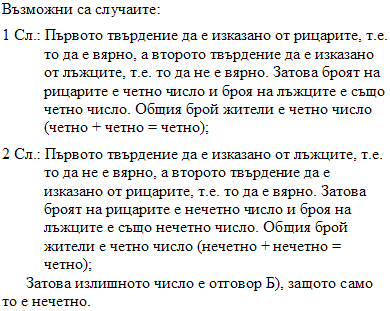 Възможни са случаите:
1 Сл.: Първото твърдение да е изказано от рицарите, т.е.
то да е вярно, а второто твърдение да е изказано
от лъжците, т.е. то да не е вярно. Затова броят на
рицарите е четно число и броя на лъжците е също
четно число. Общия брой жители е четно число
(четно + четно = четно);
2 Сл.: Първото твърдение да е изказано от лъжците, т.е.
то да не е вярно, а второто твърдение да е
изказано от рицарите, т.е. то да е вярно. Затова
броят на рицарите е нечетно число и броя на
лъжците е също нечетно число. Общия брой
жители е четно число (нечетно + нечетно =
четно);
Затова излишното число е отговор Б), защото само
то е нечетно.